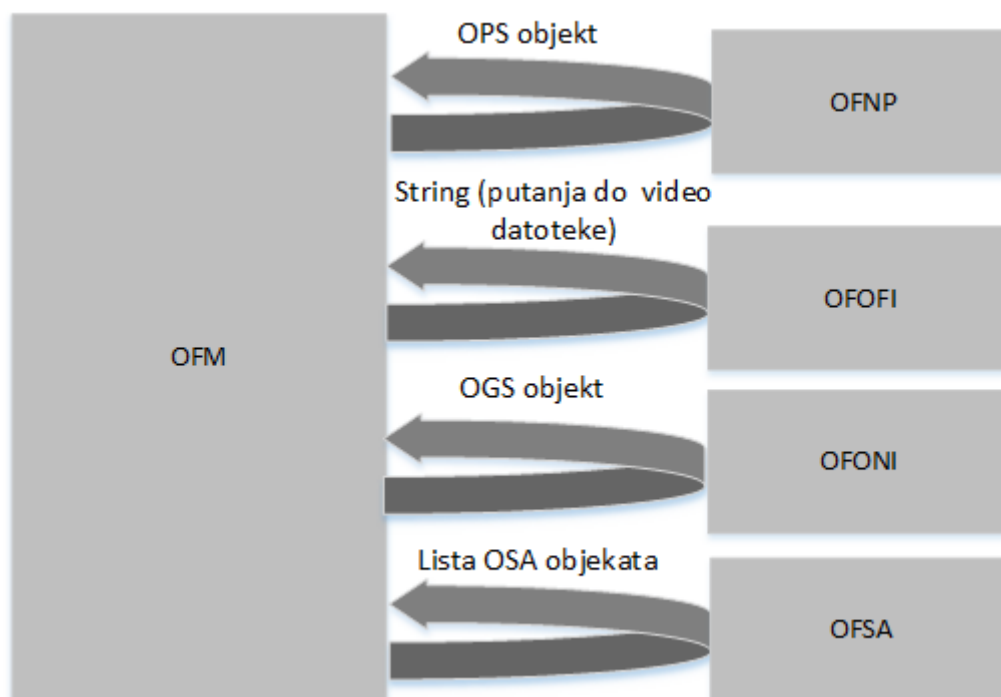 OPS objekt
OFNP
String (putanja do video
datoteke)
OFOFI
OFM
OGS objekt
OFONI
Lista OSA objekata
OFSA